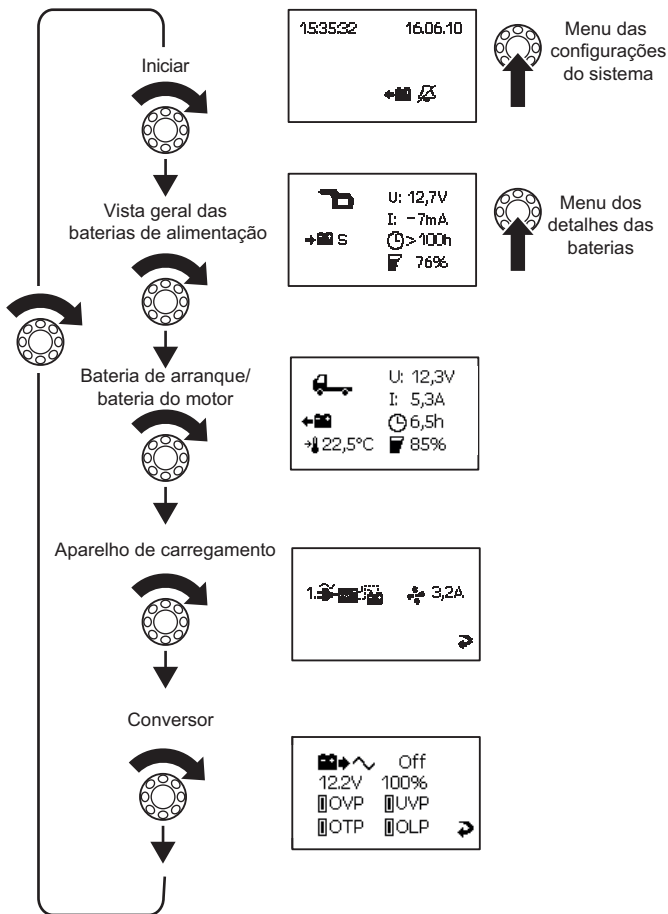 Iniciar
15:35:32 16.06.10
Menu das
configurações
do sistema
Vista geral das
baterias de alimentação
U: 12,7V
I: -7mA
S >100h
76%
Menu dos
detalhes das
baterias
Bateria de arranque/
bateria do motor
U: 12,3V
I: 5,3A
6,5h
22,5°C 85%
Aparelho de carregamento
1. 3,2A
Conversor
Off
12.2V 100%
OVP UVP
OTP OLP